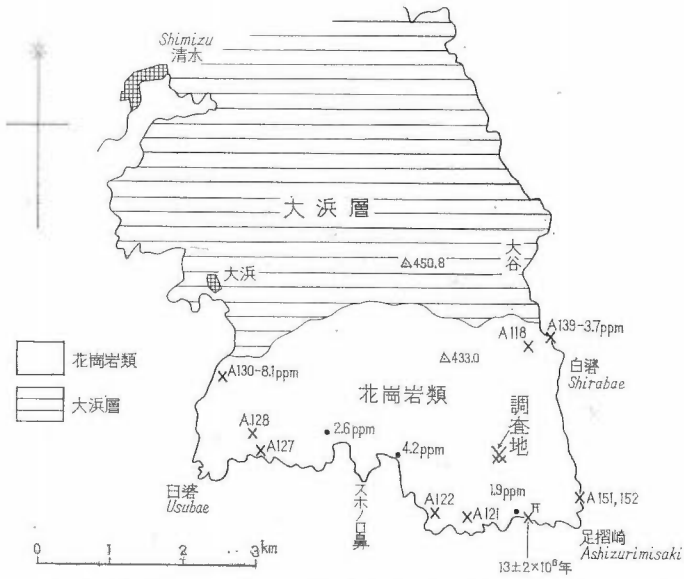 Shimizu
清水
大浜層
大谷
△450.8
大浜
A118
A139-3.7ppm
△433.0
白碆
Shirabae
花崗岩類
大浜層
A130-8.1ppm
花崗岩類
調査地
A.128
A127
2.6ppm
4.2ppm
臼碆
Usubae
スホノ口鼻
A122
A121
1.9ppm
A151, 152
足摺崎
Ashizurimisaki
0 1 2 3 km
13±2×10⁶年